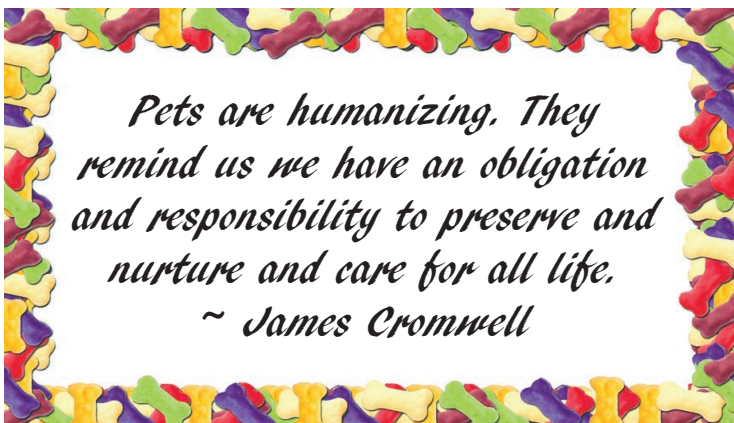 Pets are humanizing. They
remind us we have an obligation
and responsibility to preserve and
nurture and care for all life.
~ James Cromwell